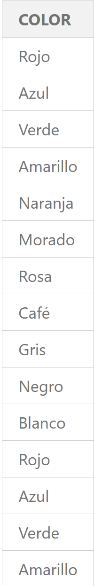 COLOR
Rojo
Azul
Verde
Amarillo
Naranja
Morado
Rosa
Café
Gris
Negro
Blanco
Rojo
Azul
Verde
Amarillo